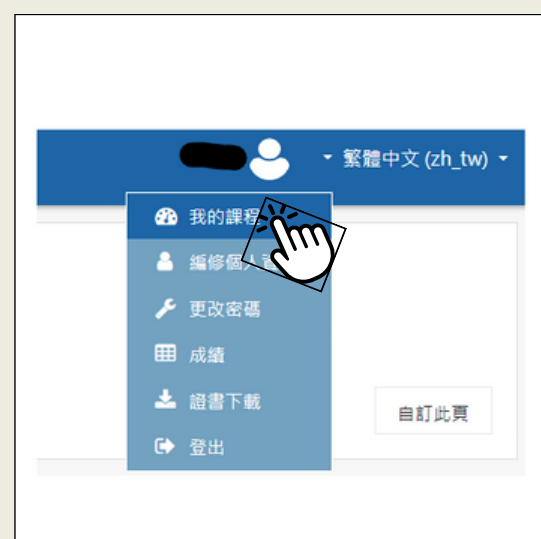 繁體中文 (zh_tw)
我的課程
編修個人
更改密碼
成績
證書下載
自訂此頁
登出